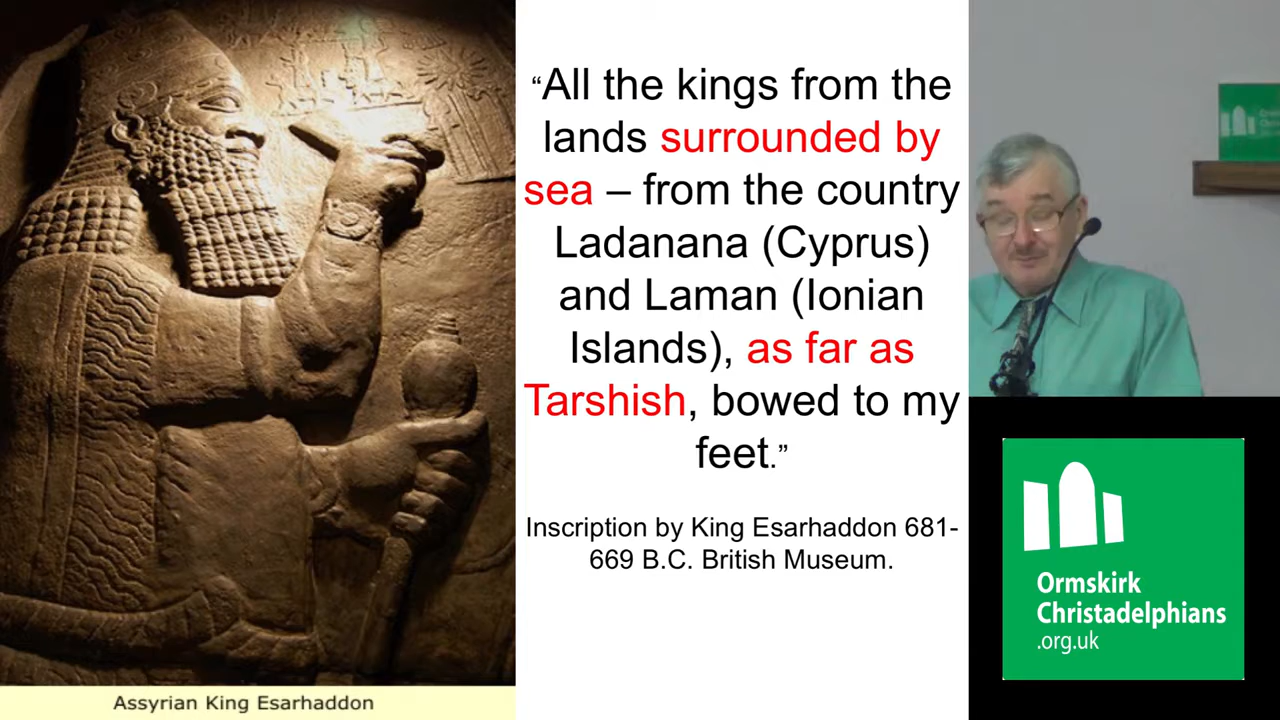 “All the kings from the
lands surrounded by
sea – from the country
Ladanana (Cyprus)
and Laman (Ionian
Islands), as far as
Tarshish, bowed to my
feet.”
Inscription by King Esarhaddon 681-
669 B.C. British Museum.
Assyrian King Esarhaddon
Ormskirk
Christadelphians
.org.uk